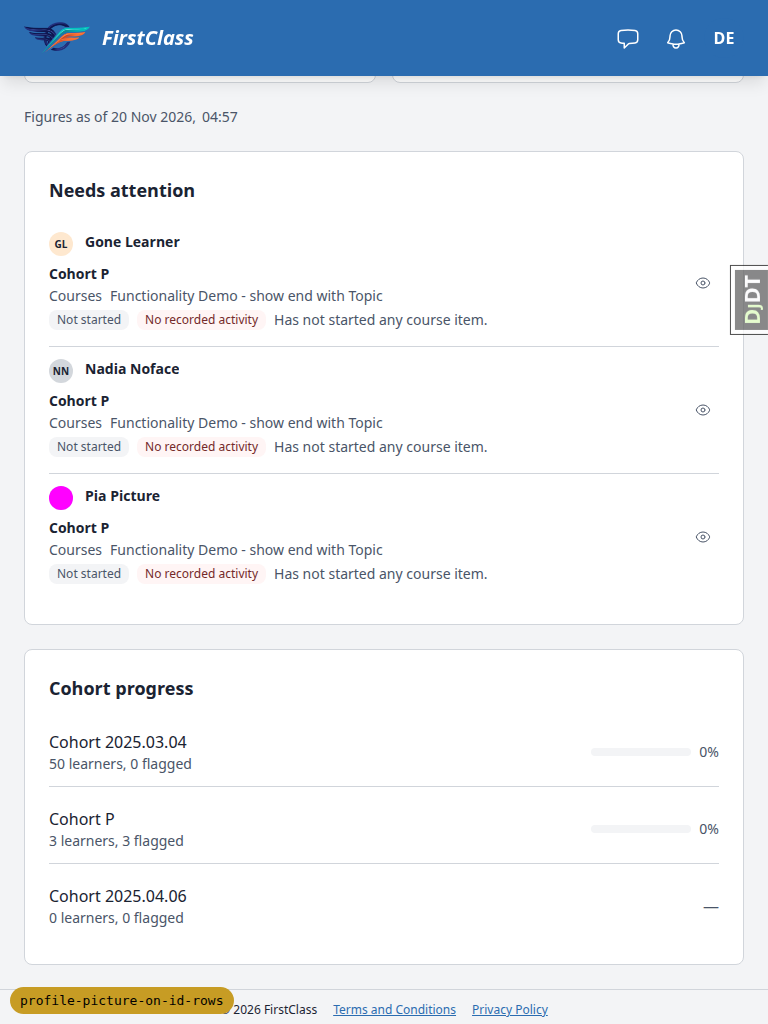 FirstClass
DE
Figures as of 20 Nov 2026, 04:57
Needs attention
GL Gone Learner
Cohort P
Courses Functionality Demo - show end with Topic
Not started No recorded activity Has not started any course item.
DjDT
NN Nadia Noface
Cohort P
Courses Functionality Demo - show end with Topic
Not started No recorded activity Has not started any course item.
Pia Picture
Cohort P
Courses Functionality Demo - show end with Topic
Not started No recorded activity Has not started any course item.
Cohort progress
Cohort 2025.03.04
50 learners, 0 flagged
0%
Cohort P
3 learners, 3 flagged
0%
Cohort 2025.04.06
0 learners, 0 flagged
—
profile-picture-on-id-rows
2026 FirstClass Terms and Conditions Privacy Policy